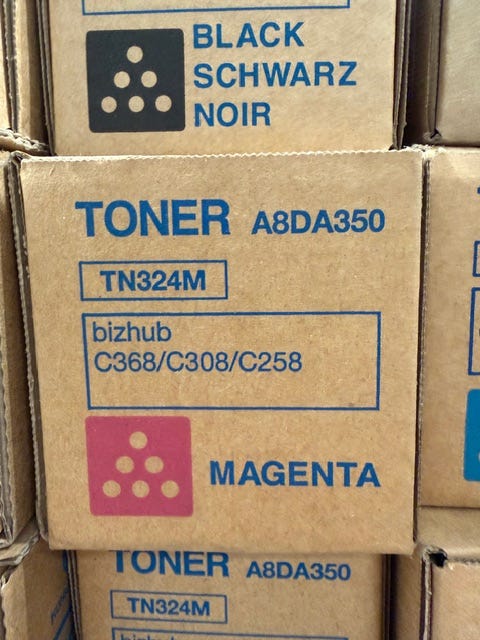 BLACK
SCHWARZ
NOIR
TONER A8DA350
TN324M
bizhub
C368/C308/C258
MAGENTA
TONER A8DA350
TN324M